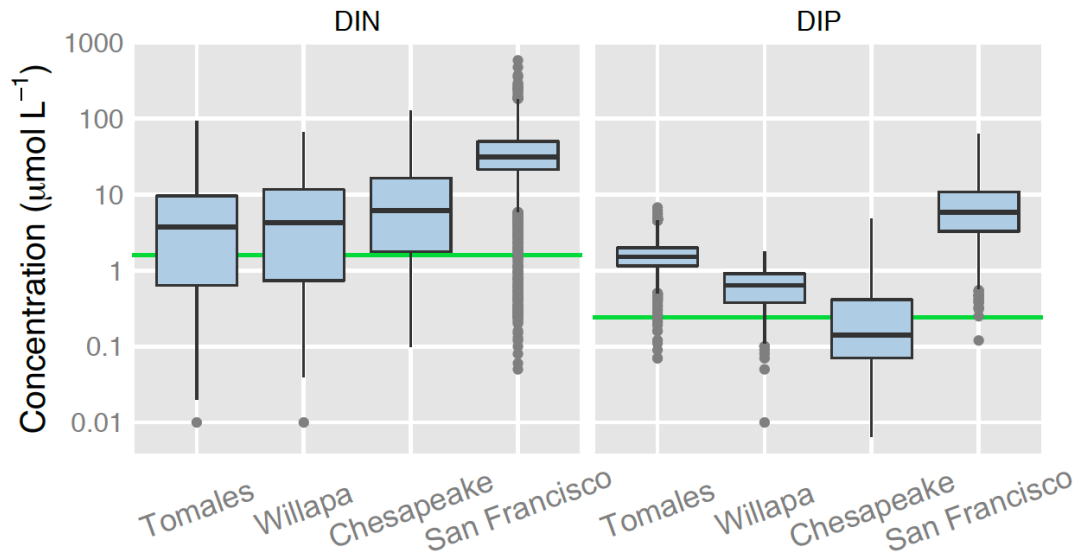 DIN
DIP
Concentration (μmol L⁻¹)
1000
100
10
1
0.1
0.01
Tomales
Willapa
Chesapeake
San Francisco
Tomales
Willapa
Chesapeake
San Francisco